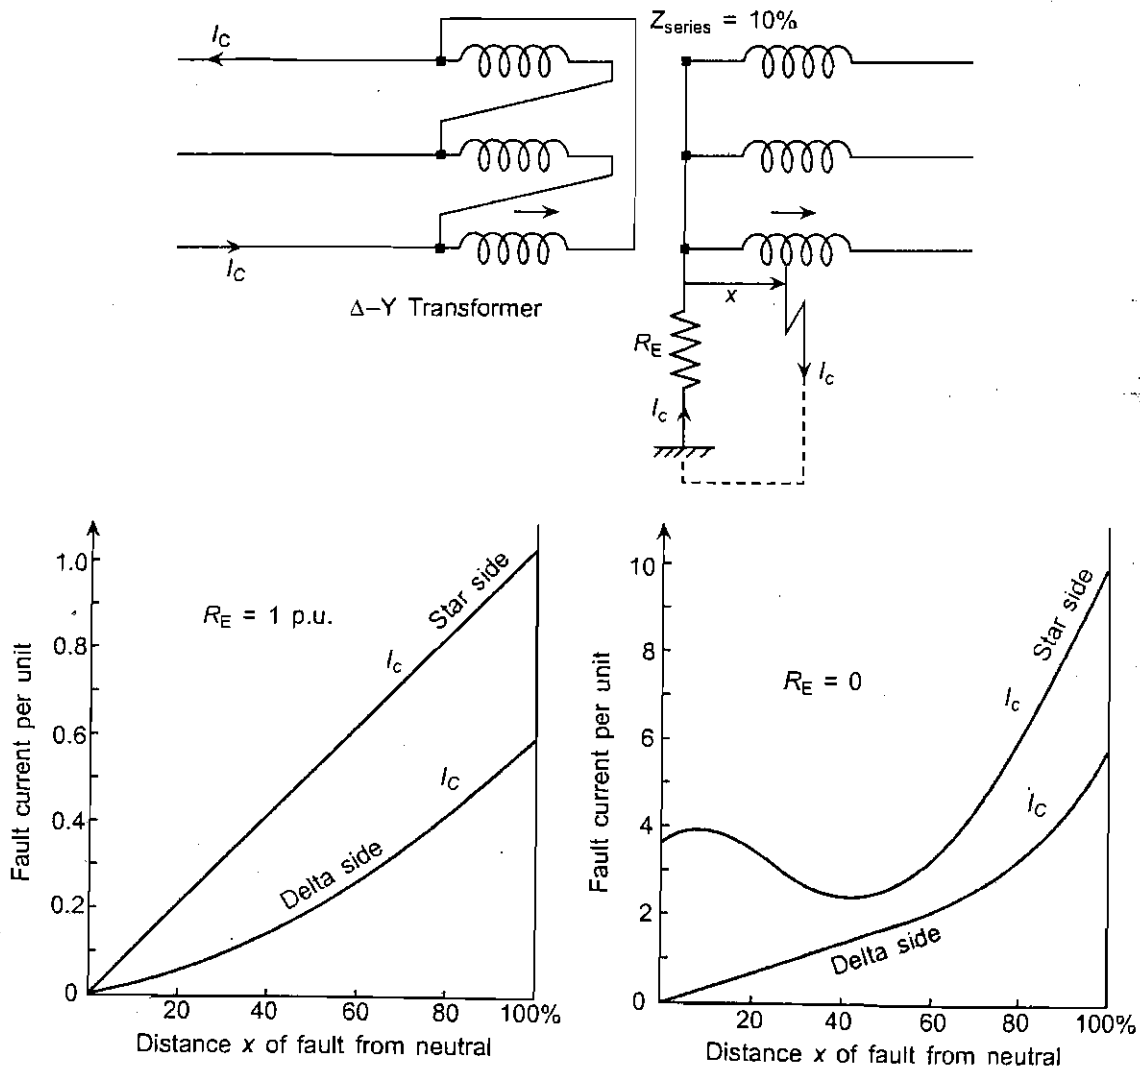 I_C
Z_series = 10%
I_C
Δ–Y Transformer
x
R_E
I_c
I_c
Fault current per unit
1.0
0.8
0.6
0.4
0.2
0
R_E = 1 p.u.
Star side
I_c
I_C
Delta side
20
40
60
80
100%
Distance x of fault from neutral
Fault current per unit
10
8
6
4
2
0
R_E = 0
Star side
I_c
I_C
Delta side
20
40
60
80
100%
Distance x of fault from neutral